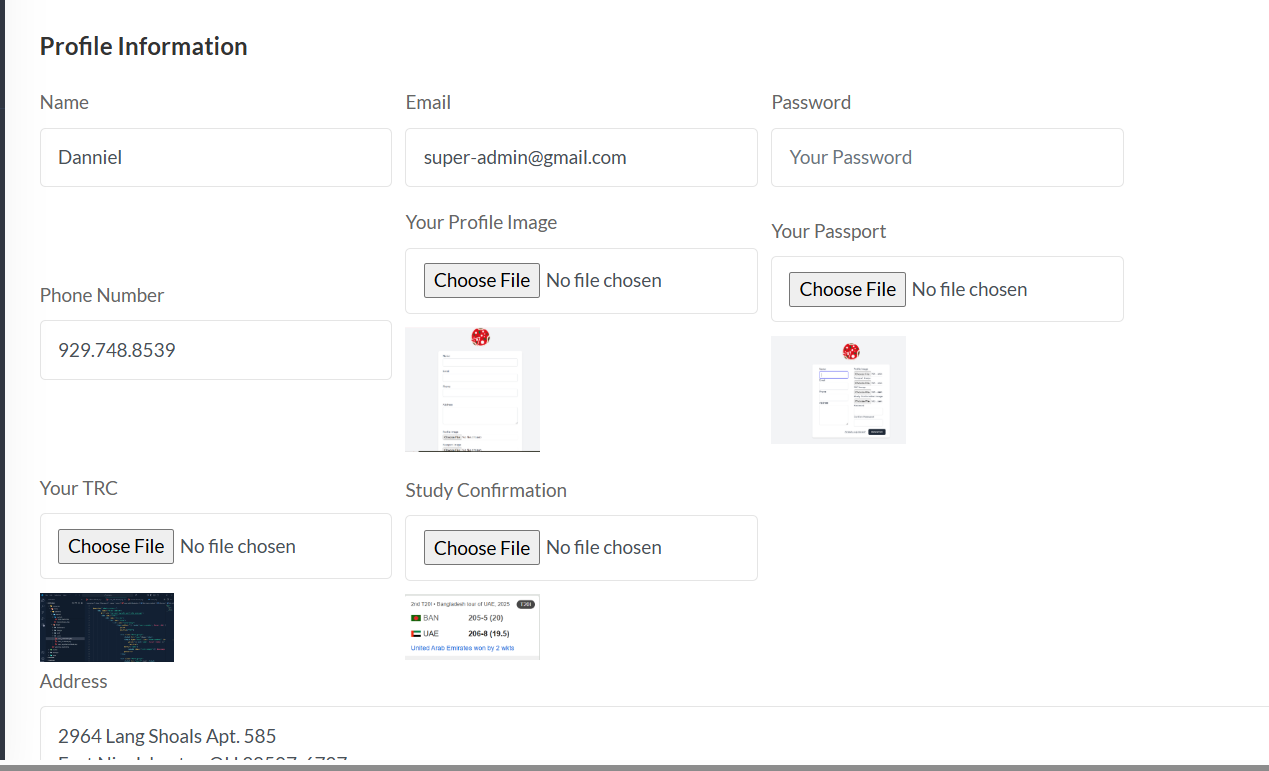 Profile Information
Name Email Password
Danniel super-admin@gmail.com Your Password
Your Profile Image
Your Passport
Choose File No file chosen
Choose File No file chosen
Phone Number
929.748.8539
Your TRC
Study Confirmation
Choose File No file chosen
Choose File No file chosen
2nd T20I • Bangladesh tour of UAE, 2025 T20I
BAN 205-5 (20)
UAE 206-8 (19.5)
United Arab Emirates won by 2 wkts
Address
2964 Lang Shoals Apt. 585